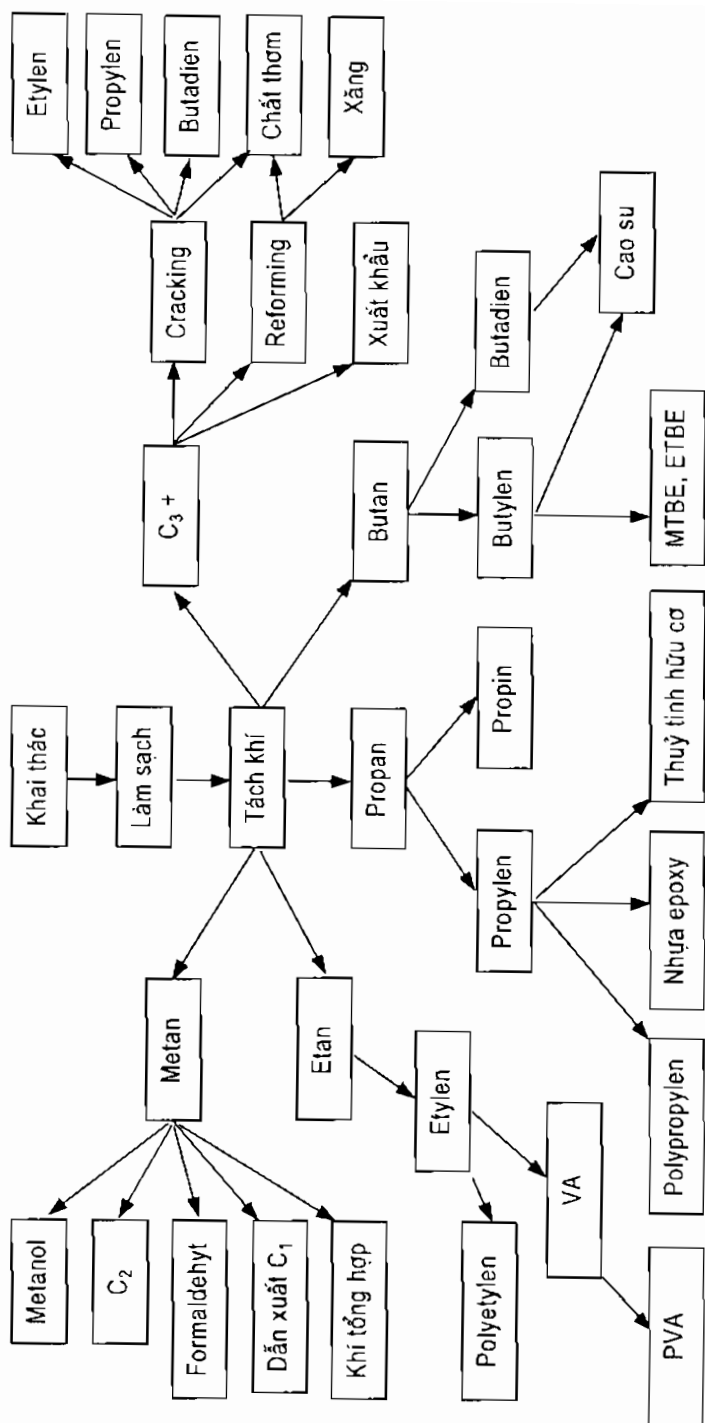 Khai thác
Làm sạch
Tách khí
Metan
Metanol
C₂
Formaldehyt
Dẫn xuất C₁
Khí tổng hợp
Etan
Etylen
Polyetylen
VA
PVA
Propan
Propylen
Propin
Polypropylen
Nhựa epoxy
Thuỷ tinh hữu cơ
Butan
Butylen
Butadien
MTBE, ETBE
Cao su
C₃ +
Cracking
Reforming
Xuất khẩu
Etylen
Propylen
Butadien
Chất thơm
Xăng